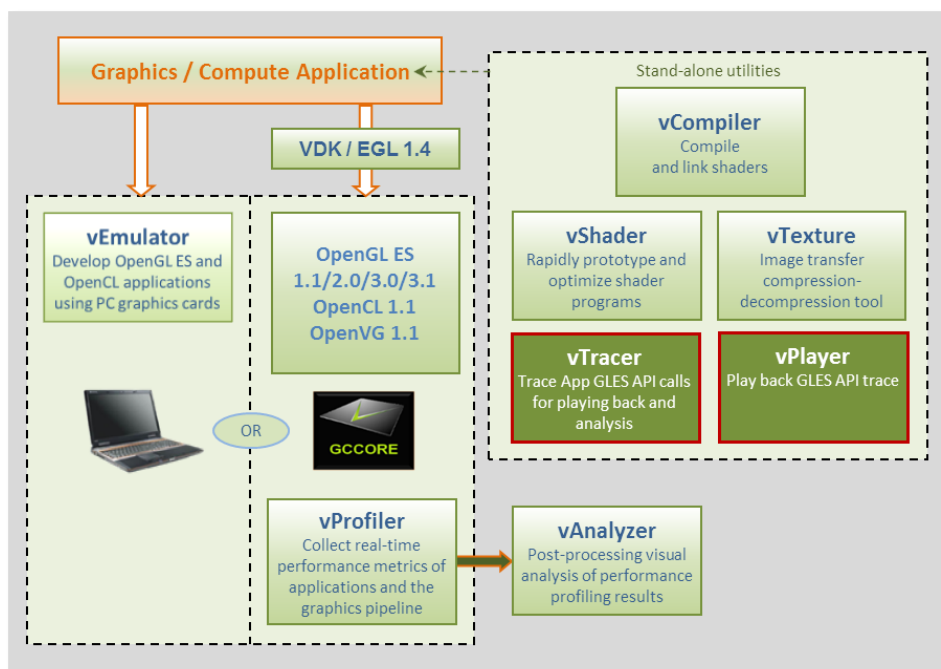 Graphics / Compute Application
Stand-alone utilities
vCompiler
Compile
and link shaders
VDK / EGL 1.4
vEmulator
Develop OpenGL ES and
OpenCL applications
using PC graphics cards
OpenGL ES
1.1/2.0/3.0/3.1
OpenCL 1.1
OpenVG 1.1
vShader
Rapidly prototype and
optimize shader
programs
vTexture
Image transfer
compression-
decompression tool
vTracer
Trace App GLES API calls
for playing back and
analysis
vPlayer
Play back GLES API trace
OR
GCCORE
vProfiler
Collect real-time
performance metrics of
applications and the
graphics pipeline
vAnalyzer
Post-processing visual
analysis of performance
profiling results